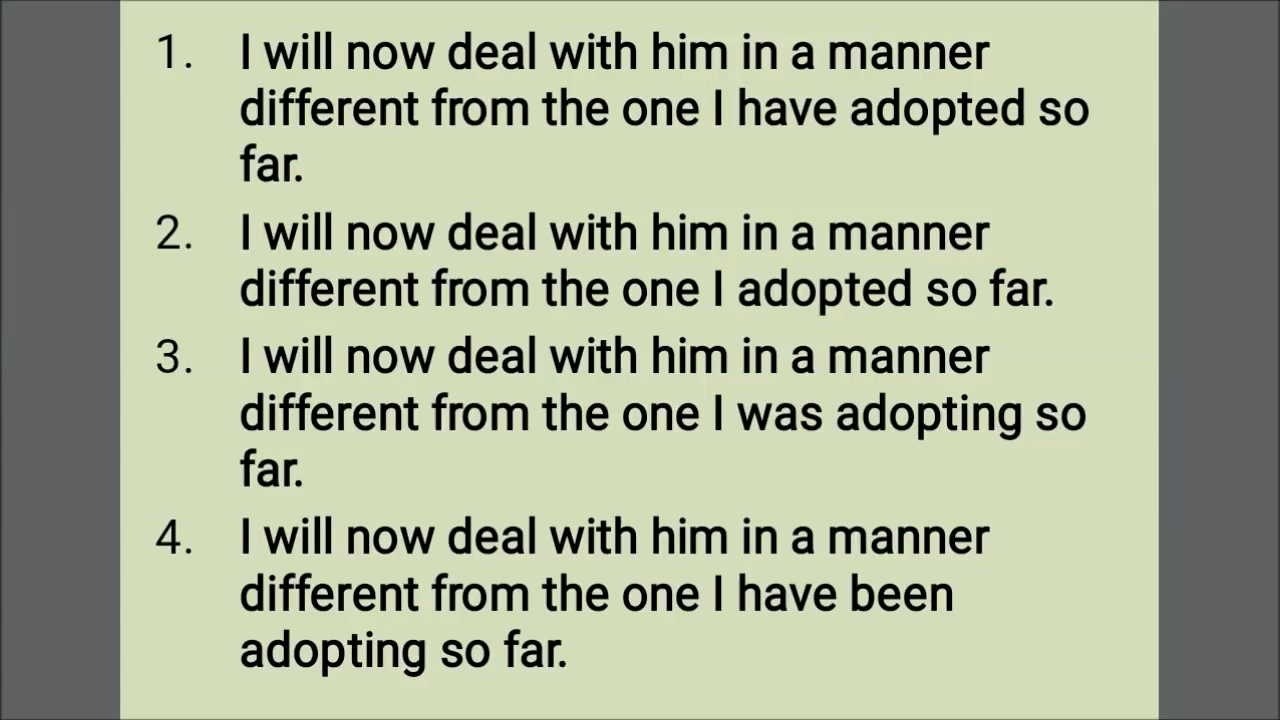 1. I will now deal with him in a manner
different from the one I have adopted so
far.
2. I will now deal with him in a manner
different from the one I adopted so far.
3. I will now deal with him in a manner
different from the one I was adopting so
far.
4. I will now deal with him in a manner
different from the one I have been
adopting so far.